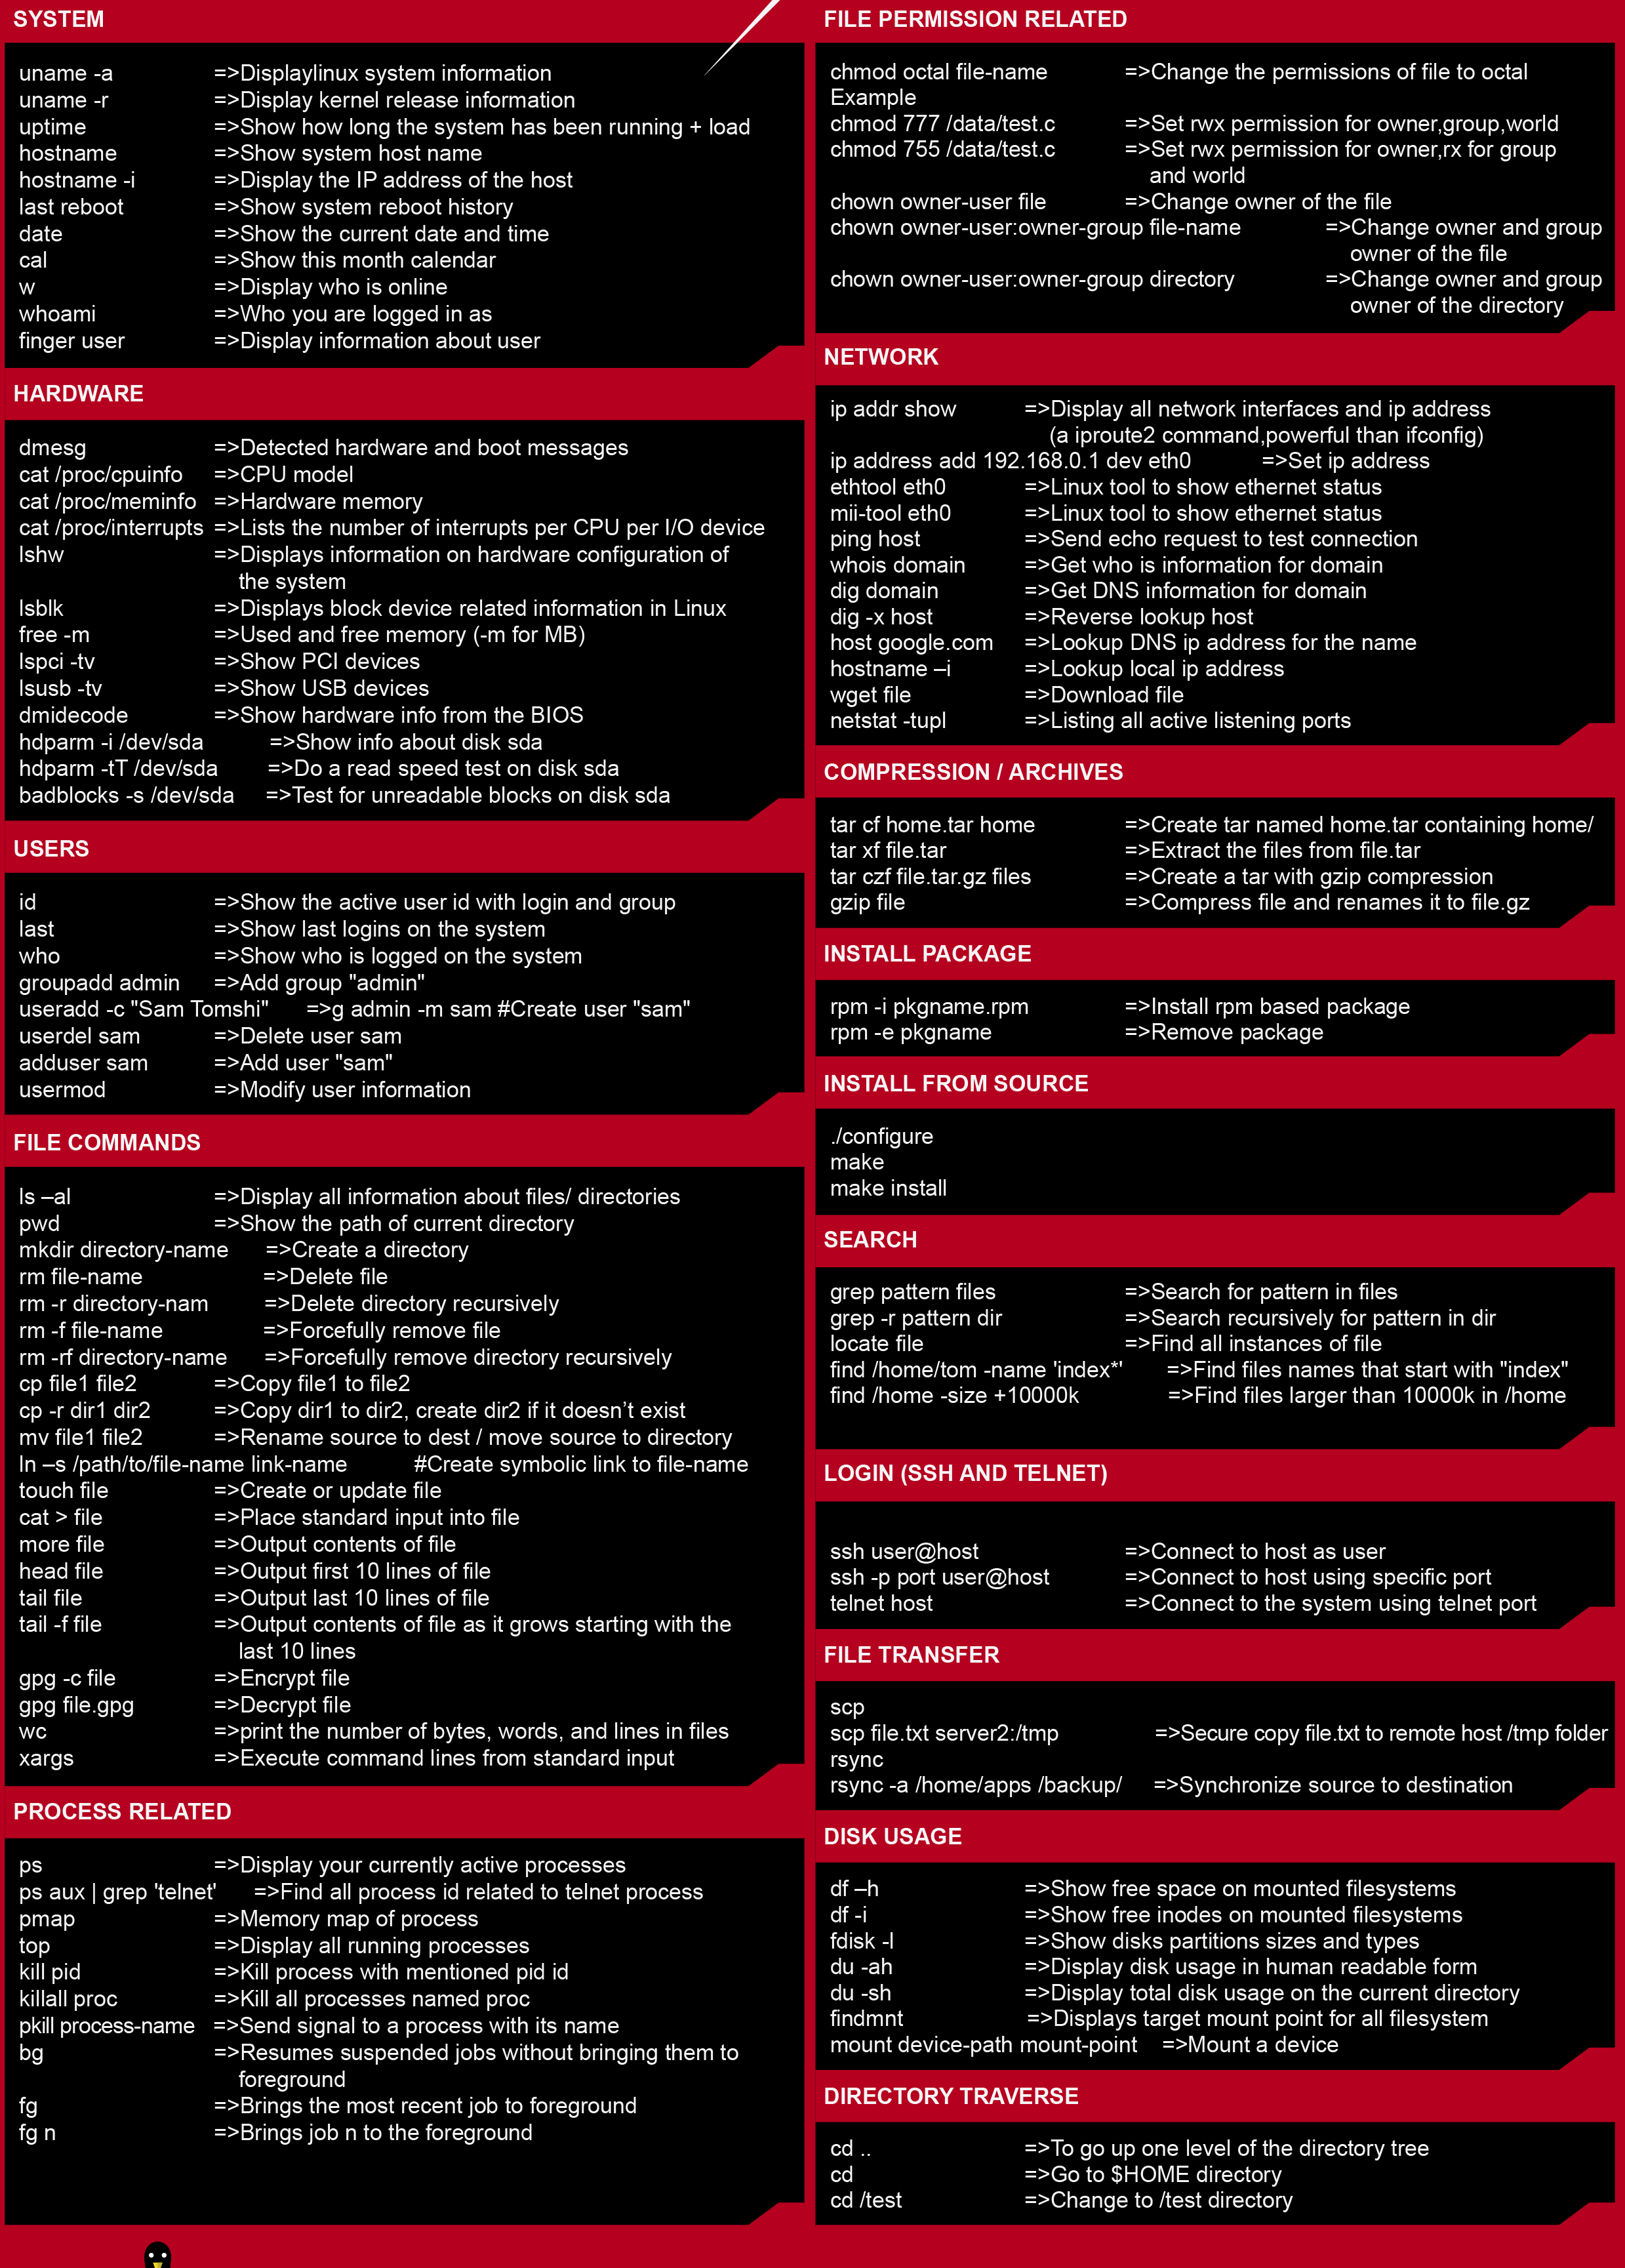 SYSTEM
uname -a =>Displaylinux system information
uname -r =>Display kernel release information
uptime =>Show how long the system has been running + load
hostname =>Show system host name
hostname -i =>Display the IP address of the host
last reboot =>Show system reboot history
date =>Show the current date and time
cal =>Show this month calendar
w =>Display who is online
whoami =>Who you are logged in as
finger user =>Display information about user
HARDWARE
dmesg =>Detected hardware and boot messages
cat /proc/cpuinfo =>CPU model
cat /proc/meminfo =>Hardware memory
cat /proc/interrupts =>Lists the number of interrupts per CPU per I/O device
lshw =>Displays information on hardware configuration of
the system
lsblk =>Displays block device related information in Linux
free -m =>Used and free memory (-m for MB)
lspci -tv =>Show PCI devices
lsusb -tv =>Show USB devices
dmidecode =>Show hardware info from the BIOS
hdparm -i /dev/sda =>Show info about disk sda
hdparm -tT /dev/sda =>Do a read speed test on disk sda
badblocks -s /dev/sda =>Test for unreadable blocks on disk sda
USERS
id =>Show the active user id with login and group
last =>Show last logins on the system
who =>Show who is logged on the system
groupadd admin =>Add group "admin"
useradd -c "Sam Tomshi" =>g admin -m sam #Create user "sam"
userdel sam =>Delete user sam
adduser sam =>Add user "sam"
usermod =>Modify user information
FILE COMMANDS
ls –al =>Display all information about files/ directories
pwd =>Show the path of current directory
mkdir directory-name =>Create a directory
rm file-name =>Delete file
rm -r directory-nam =>Delete directory recursively
rm -f file-name =>Forcefully remove file
rm -rf directory-name =>Forcefully remove directory recursively
cp file1 file2 =>Copy file1 to file2
cp -r dir1 dir2 =>Copy dir1 to dir2, create dir2 if it doesn’t exist
mv file1 file2 =>Rename source to dest / move source to directory
ln –s /path/to/file-name link-name #Create symbolic link to file-name
touch file =>Create or update file
cat > file =>Place standard input into file
more file =>Output contents of file
head file =>Output first 10 lines of file
tail file =>Output last 10 lines of file
tail -f file =>Output contents of file as it grows starting with the
last 10 lines
gpg -c file =>Encrypt file
gpg file.gpg =>Decrypt file
wc =>print the number of bytes, words, and lines in files
xargs =>Execute command lines from standard input
PROCESS RELATED
ps =>Display your currently active processes
ps aux | grep 'telnet' =>Find all process id related to telnet process
pmap =>Memory map of process
top =>Display all running processes
kill pid =>Kill process with mentioned pid id
killall proc =>Kill all processes named proc
pkill process-name =>Send signal to a process with its name
bg =>Resumes suspended jobs without bringing them to
foreground
fg =>Brings the most recent job to foreground
fg n =>Brings job n to the foreground
FILE PERMISSION RELATED
chmod octal file-name =>Change the permissions of file to octal
Example
chmod 777 /data/test.c =>Set rwx permission for owner,group,world
chmod 755 /data/test.c =>Set rwx permission for owner,rx for group
and world
chown owner-user file =>Change owner of the file
chown owner-user:owner-group file-name =>Change owner and group
owner of the file
chown owner-user:owner-group directory =>Change owner and group
owner of the directory
NETWORK
ip addr show =>Display all network interfaces and ip address
(a iproute2 command,powerful than ifconfig)
ip address add 192.168.0.1 dev eth0 =>Set ip address
ethtool eth0 =>Linux tool to show ethernet status
mii-tool eth0 =>Linux tool to show ethernet status
ping host =>Send echo request to test connection
whois domain =>Get who is information for domain
dig domain =>Get DNS information for domain
dig -x host =>Reverse lookup host
host google.com =>Lookup DNS ip address for the name
hostname –i =>Lookup local ip address
wget file =>Download file
netstat -tupl =>Listing all active listening ports
COMPRESSION / ARCHIVES
tar cf home.tar home =>Create tar named home.tar containing home/
tar xf file.tar =>Extract the files from file.tar
tar czf file.tar.gz files =>Create a tar with gzip compression
gzip file =>Compress file and renames it to file.gz
INSTALL PACKAGE
rpm -i pkgname.rpm =>Install rpm based package
rpm -e pkgname =>Remove package
INSTALL FROM SOURCE
./configure
make
make install
SEARCH
grep pattern files =>Search for pattern in files
grep -r pattern dir =>Search recursively for pattern in dir
locate file =>Find all instances of file
find /home/tom -name 'index*' =>Find files names that start with "index"
find /home -size +10000k =>Find files larger than 10000k in /home
LOGIN (SSH AND TELNET)
ssh user@host =>Connect to host as user
ssh -p port user@host =>Connect to host using specific port
telnet host =>Connect to the system using telnet port
FILE TRANSFER
scp
scp file.txt server2:/tmp =>Secure copy file.txt to remote host /tmp folder
rsync
rsync -a /home/apps /backup/ =>Synchronize source to destination
DISK USAGE
df –h =>Show free space on mounted filesystems
df -i =>Show free inodes on mounted filesystems
fdisk -l =>Show disks partitions sizes and types
du -ah =>Display disk usage in human readable form
du -sh =>Display total disk usage on the current directory
findmnt =>Displays target mount point for all filesystem
mount device-path mount-point =>Mount a device
DIRECTORY TRAVERSE
cd .. =>To go up one level of the directory tree
cd =>Go to $HOME directory
cd /test =>Change to /test directory